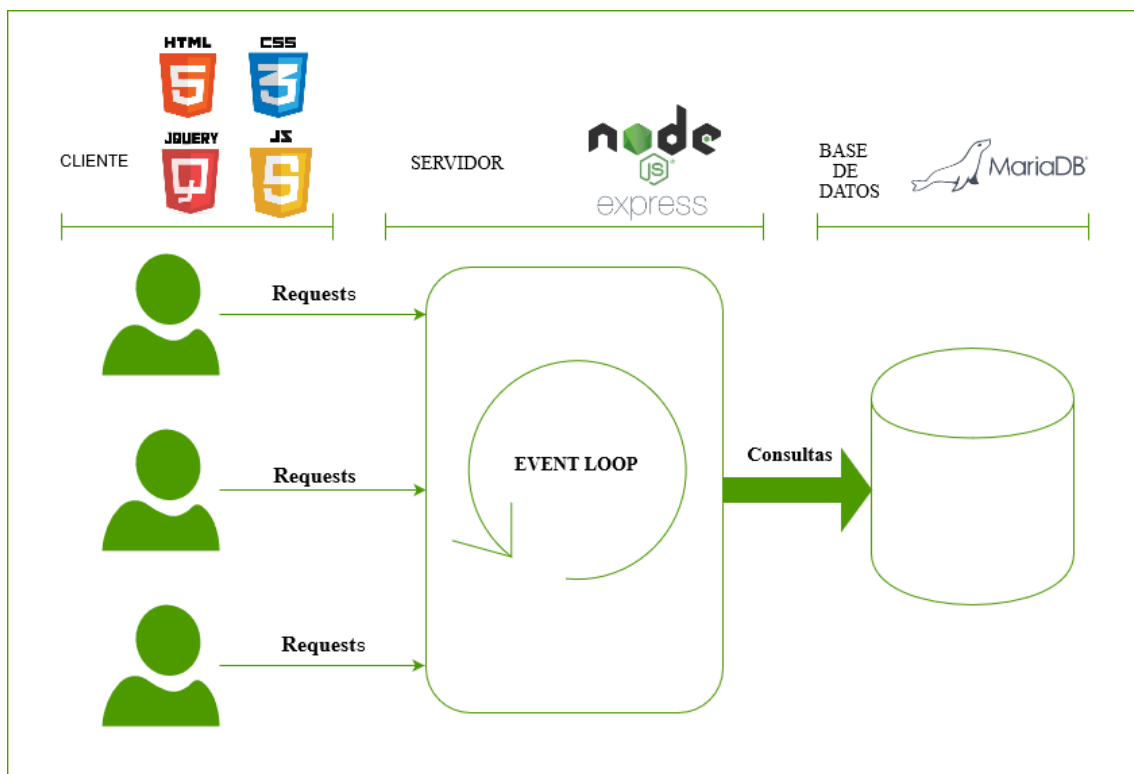 HTML
CSS
JQUERY
JS
CLIENTE
SERVIDOR
node
JS
express
BASE
DE
DATOS
MariaDB
Requests
Requests
Requests
EVENT LOOP
Consultas